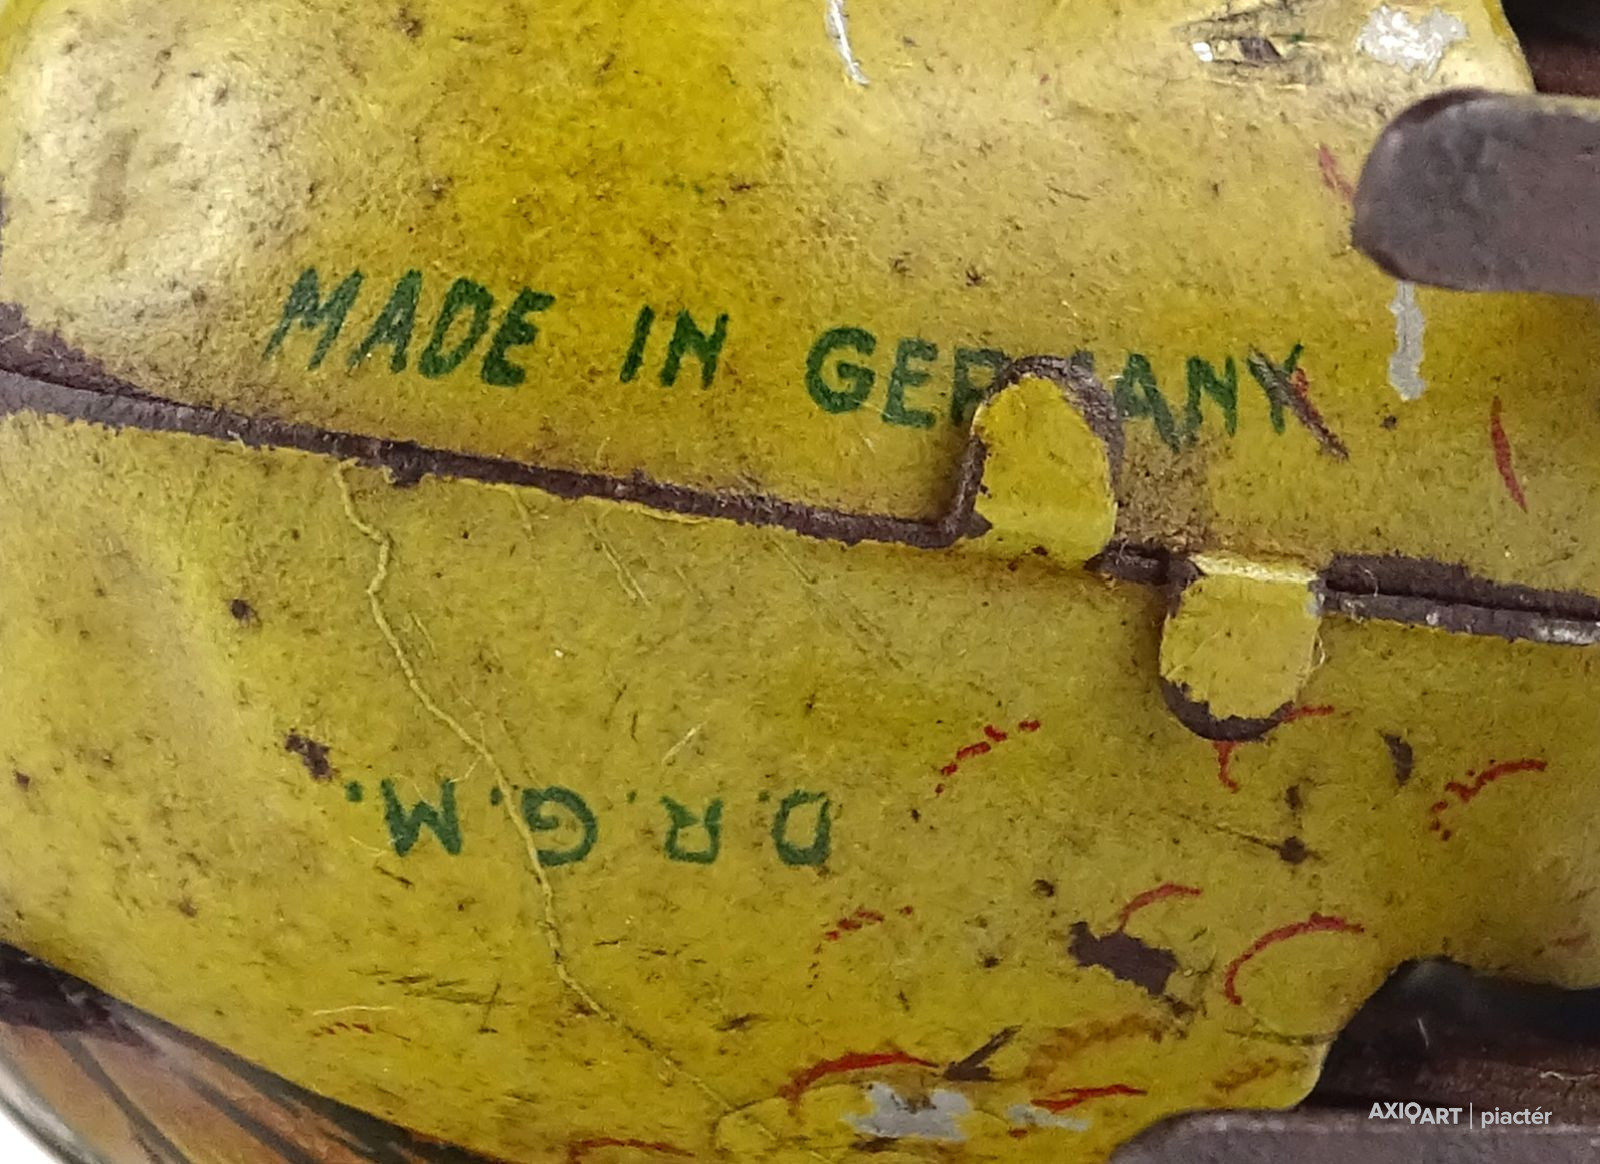 MADE IN GERMANY
D.R.G.M.
AXIOART | piactér